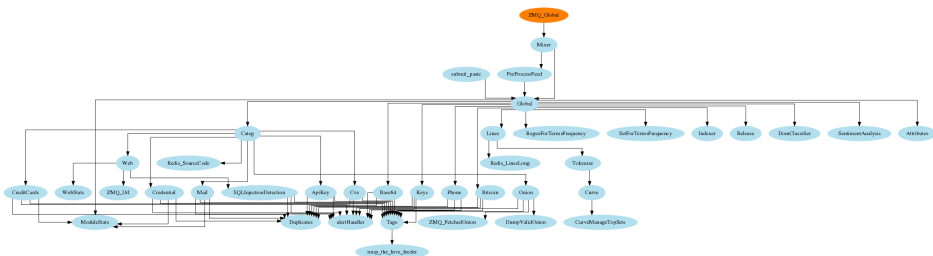 ZMQ_Global
Mixer
submit_paste
PreProcessFeed
Global
Categ
Lines
RegexForTermsFrequency
SetForTermsFrequency
Indexer
Release
DomClassifier
SentimentAnalysis
Attributes
Web
Redis_SourceCode
Redis_LinesLong
Tokenize
CreditCards
WebStats
ZMQ_Url
Credential
Mail
SQLInjectionDetection
ApiKey
Cve
Base64
Keys
Phone
Bitcoin
Onion
Curve
ModuleStats
Duplicates
alertHandler
Tags
ZMQ_FetchedOnion
DumpValidOnion
CurveManageTopSets
misp_the_hive_feeder